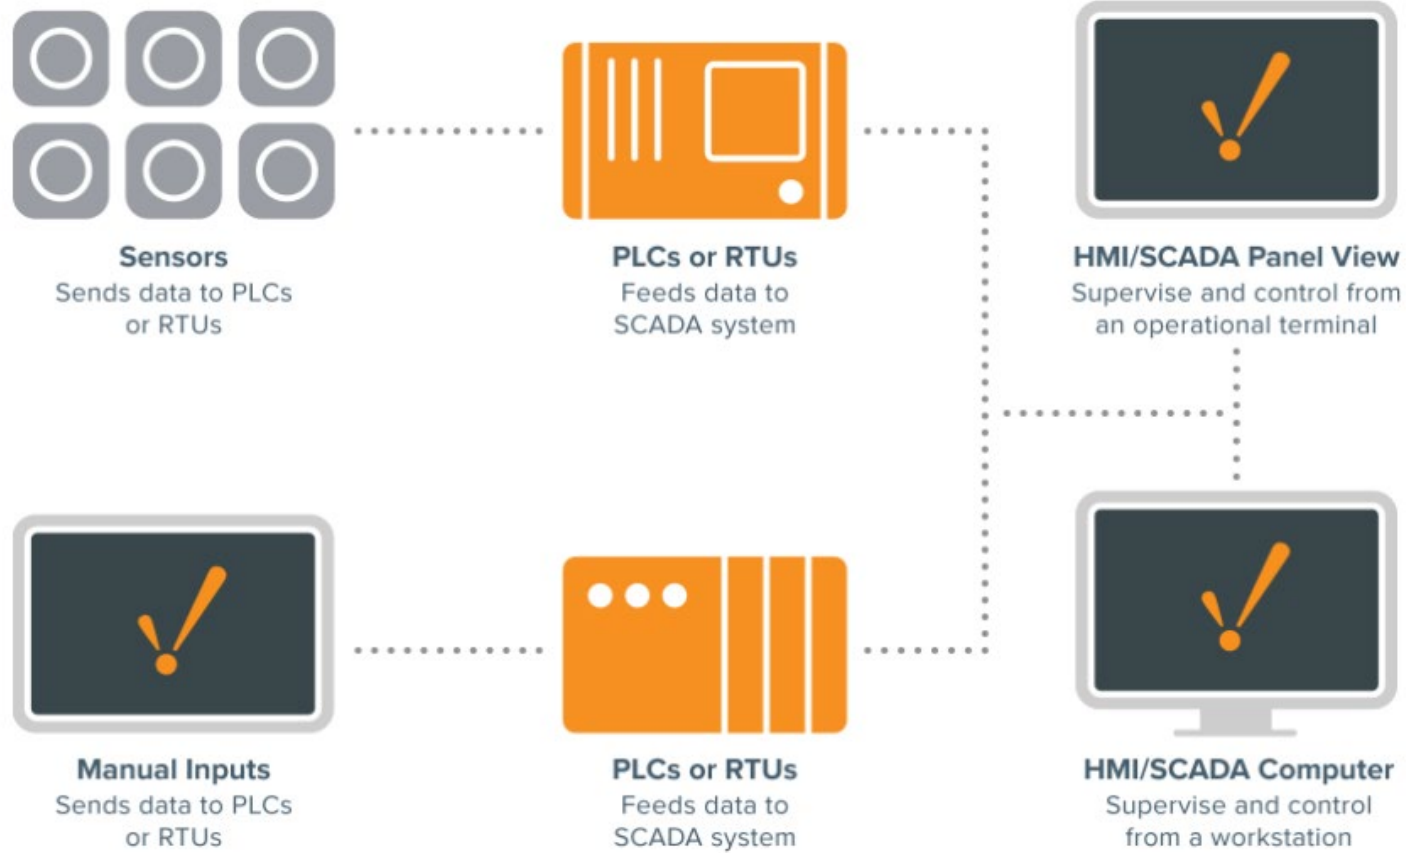 Sensors
Sends data to PLCs
or RTUs
PLCs or RTUs
Feeds data to
SCADA system
HMI/SCADA Panel View
Supervise and control from
an operational terminal
Manual Inputs
Sends data to PLCs
or RTUs
PLCs or RTUs
Feeds data to
SCADA system
HMI/SCADA Computer
Supervise and control
from a workstation